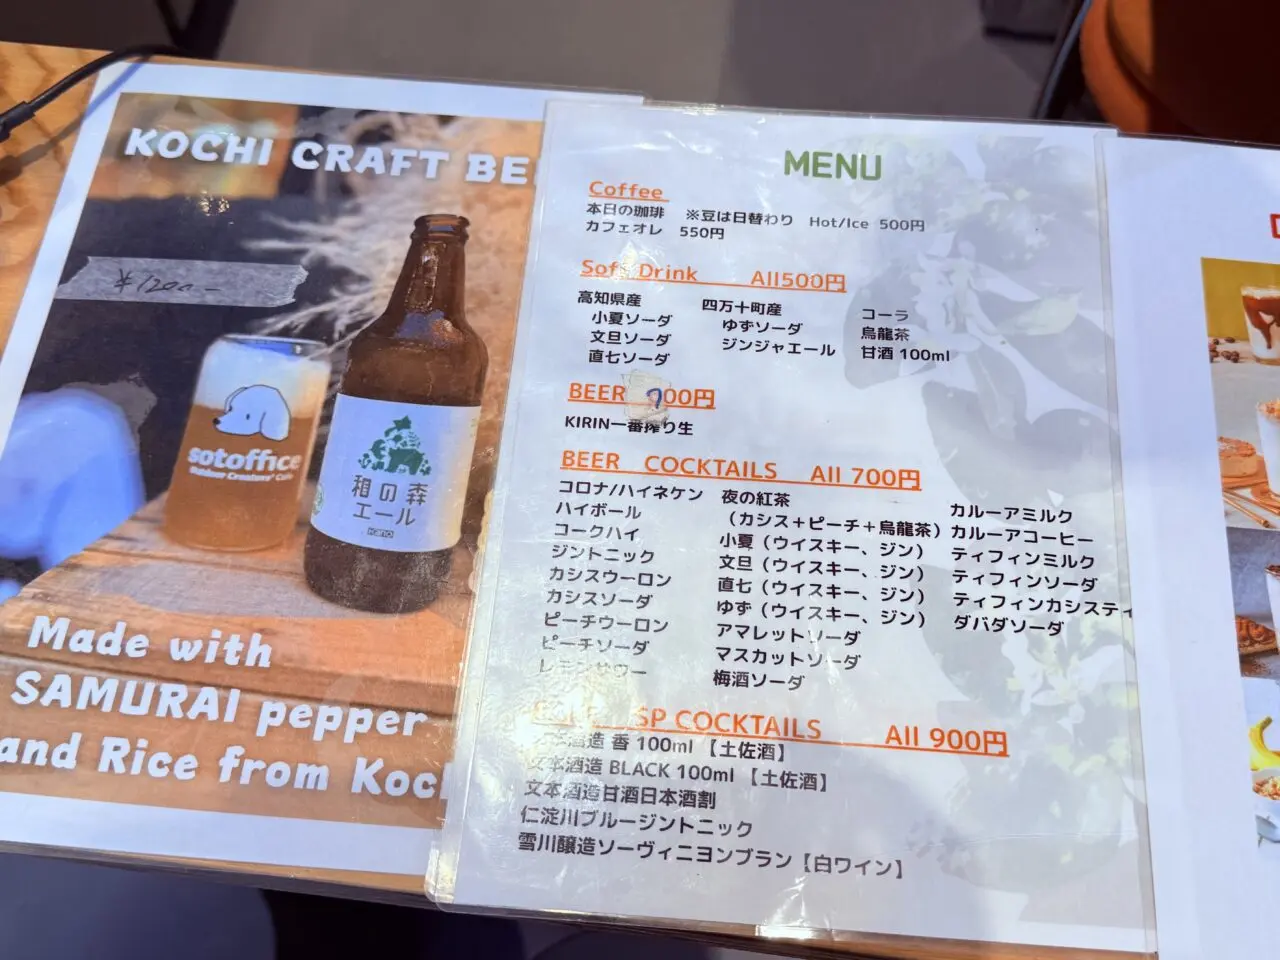 KOCHI CRAFT BE
¥1200-
sotoffice
和の森
エール
Kano
Made with
SAMURAI pepper
and Rice from Koc
MENU
Coffee
本日の珈琲 ※豆は日替わり Hot/Ice 500円
カフェオレ 550円
Soft Drink All500円
高知県産
小夏ソーダ
文旦ソーダ
直七ソーダ
四万十町産
ゆずソーダ
ジンジャエール
コーラ
烏龍茶
甘酒 100ml
BEER 700円
KIRIN一番搾り生
BEER COCKTAILS All 700円
コロナ/ハイネケン
ハイボール
コークハイ
ジントニック
カシスウーロン
カシスソーダ
ピーチウーロン
ピーチソーダ
レモンサワー
夜の紅茶
（カシス＋ピーチ＋烏龍茶）
小夏（ウイスキー、ジン）
文旦（ウイスキー、ジン）
直七（ウイスキー、ジン）
ゆず（ウイスキー、ジン）
アマレットソーダ
マスカットソーダ
梅酒ソーダ
カルーアミルク
カルーアコーヒー
ティフィンミルク
ティフィンソーダ
ティフィンカシスティ
ダバダソーダ
SP COCKTAILS All 900円
本酒造 香 100ml 【土佐酒】
文本酒造 BLACK 100ml 【土佐酒】
文本酒造甘酒日本酒割
仁淀川ブルージントニック
雪川醸造ソーヴィニヨンブラン【白ワイン】